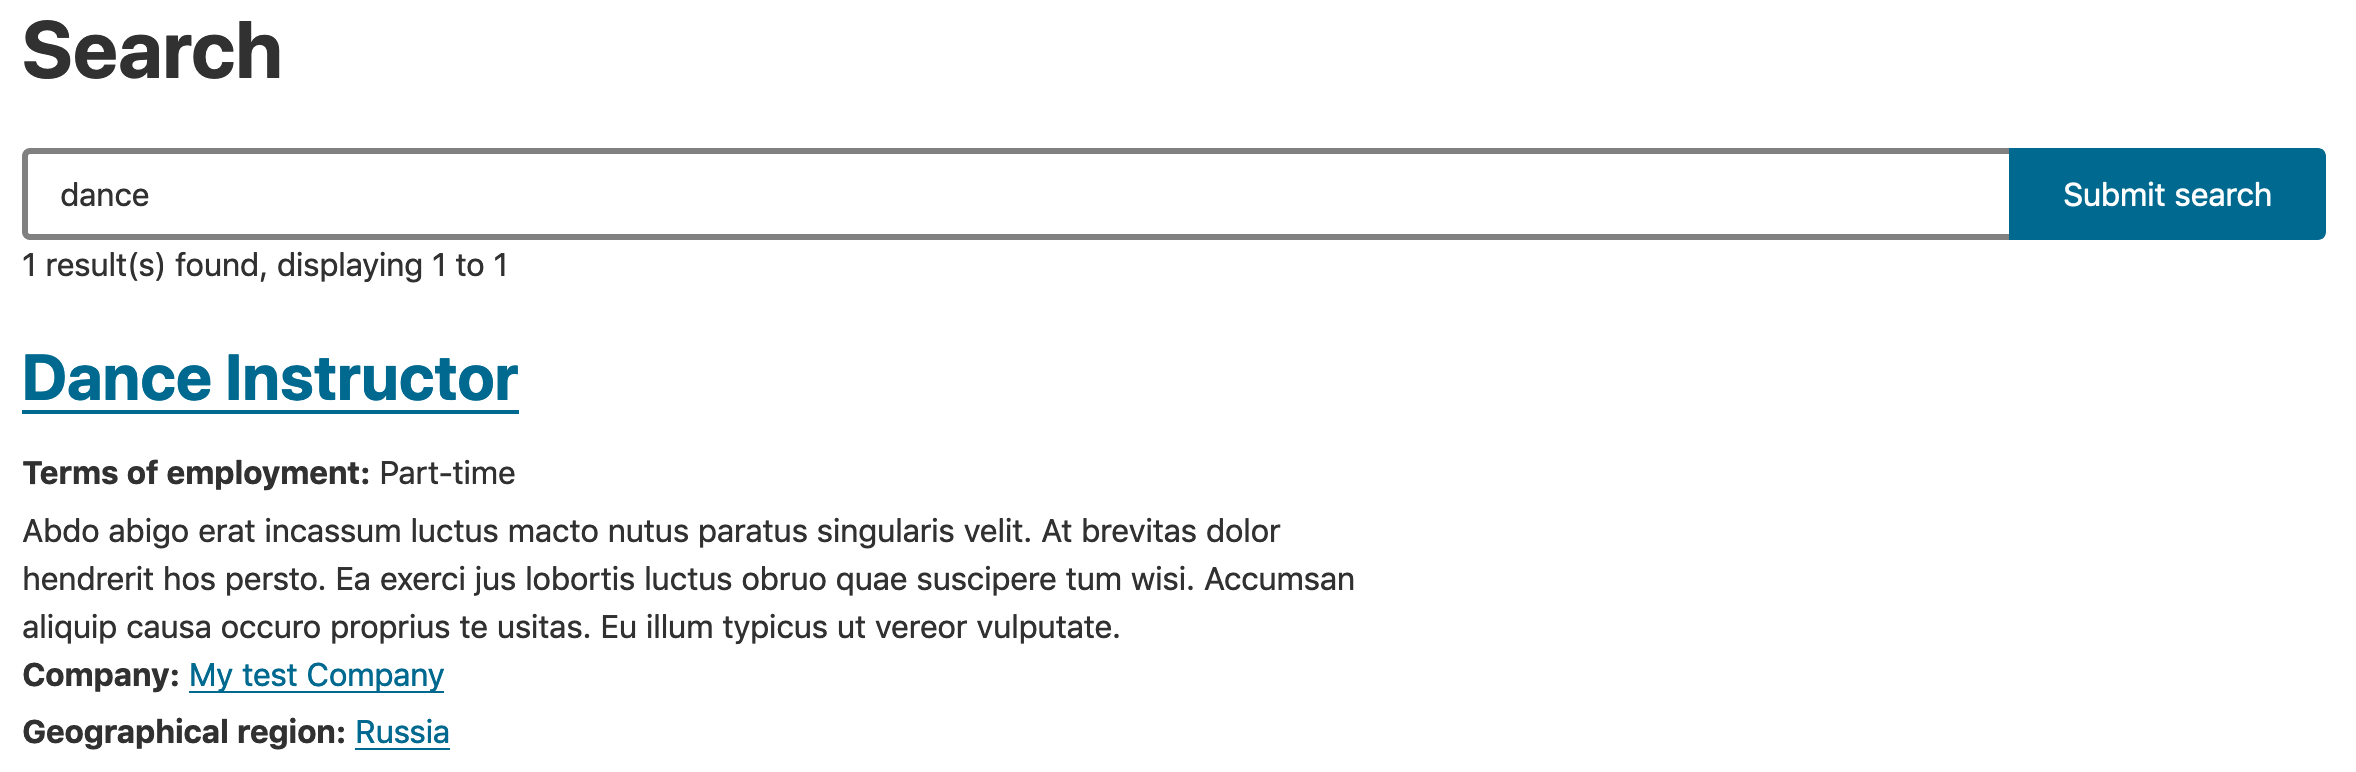 Search
dance
Submit search
1 result(s) found, displaying 1 to 1
Dance Instructor
Terms of employment: Part-time
Abdo abigo erat incassum luctus macto nutus paratus singularis velit. At brevitas dolor
hendrerit hos persto. Ea exerci jus lobortis luctus obruo quae suscipere tum wisi. Accumsan
aliquip causa occuro proprius te usitas. Eu illum typicus ut vereor vulputate.
Company: My test Company
Geographical region: Russia